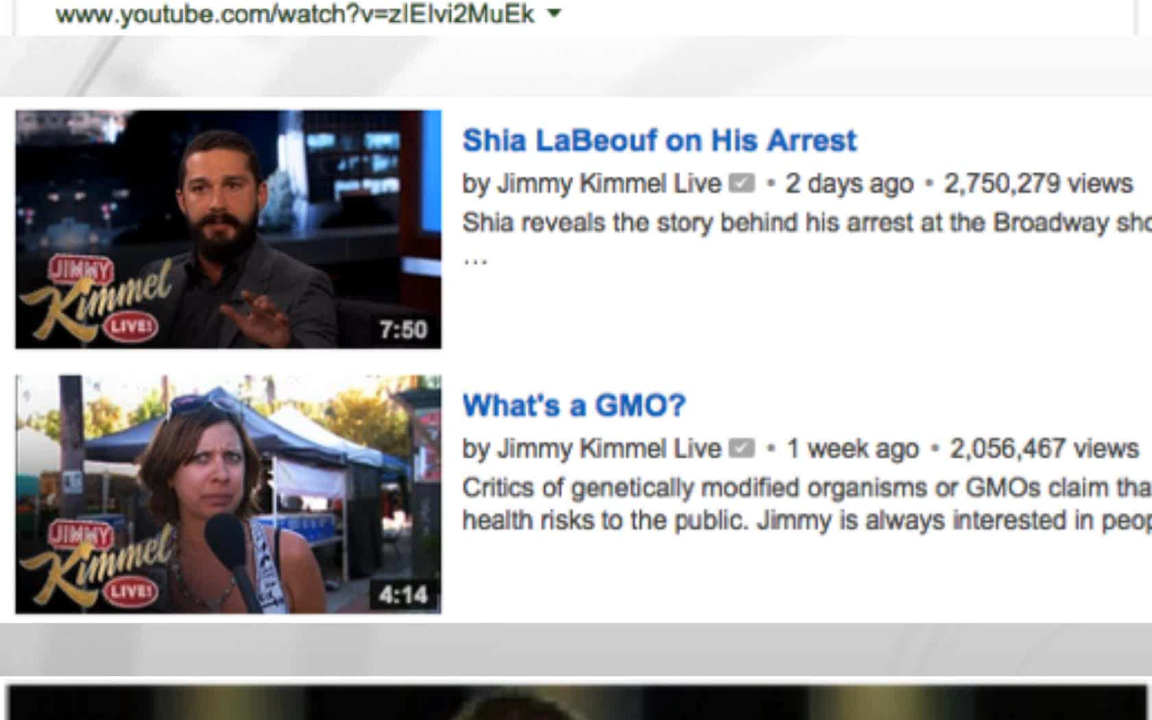 www.youtube.com/watch?v=zIEIvi2MuEk
Shia LaBeouf on His Arrest
by Jimmy Kimmel Live • 2 days ago • 2,750,279 views
Shia reveals the story behind his arrest at the Broadway sho
...
JIMMY
Kimmel
LIVE!
7:50
What's a GMO?
by Jimmy Kimmel Live • 1 week ago • 2,056,467 views
Critics of genetically modified organisms or GMOs claim tha
health risks to the public. Jimmy is always interested in peop
JIMMY
Kimmel
LIVE!
4:14